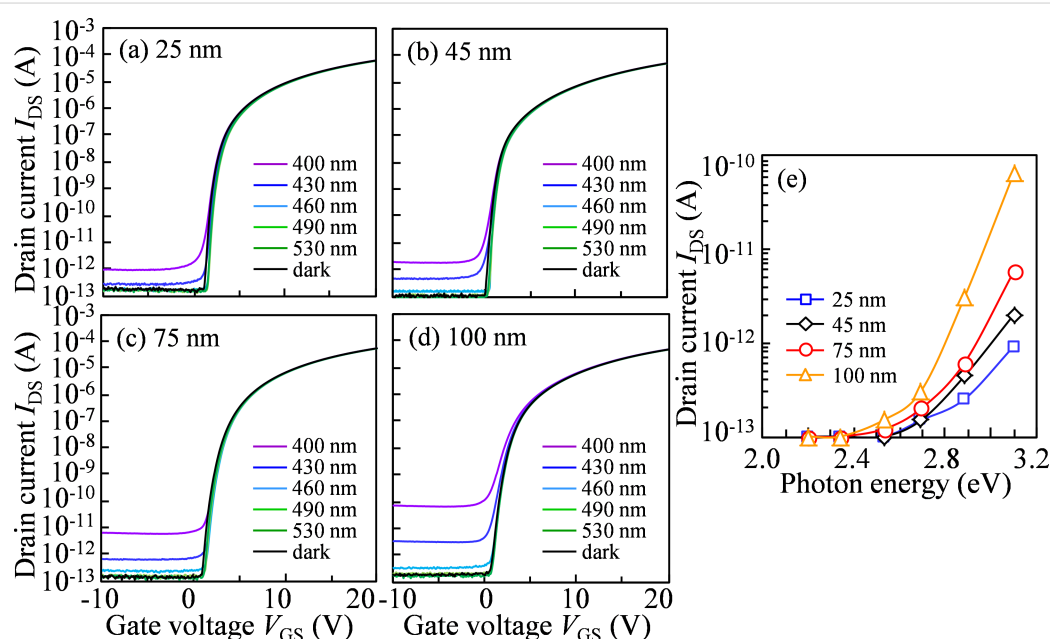 (a) 25 nm
Drain current I_DS (A)
10^-3
10^-4
10^-5
10^-6
10^-7
10^-8
10^-9
10^-10
10^-11
10^-12
10^-13
400 nm
430 nm
460 nm
490 nm
530 nm
dark
(b) 45 nm
400 nm
430 nm
460 nm
490 nm
530 nm
dark
(c) 75 nm
Drain current I_DS (A)
10^-3
10^-4
10^-5
10^-6
10^-7
10^-8
10^-9
10^-10
10^-11
10^-12
10^-13
400 nm
430 nm
460 nm
490 nm
530 nm
dark
-10 0 10 20
Gate voltage V_GS (V)
(d) 100 nm
400 nm
430 nm
460 nm
490 nm
530 nm
dark
-10 0 10 20
Gate voltage V_GS (V)
(e)
Drain current I_DS (A)
10^-10
10^-11
10^-12
10^-13
25 nm
45 nm
75 nm
100 nm
2.0 2.4 2.8 3.2
Photon energy (eV)